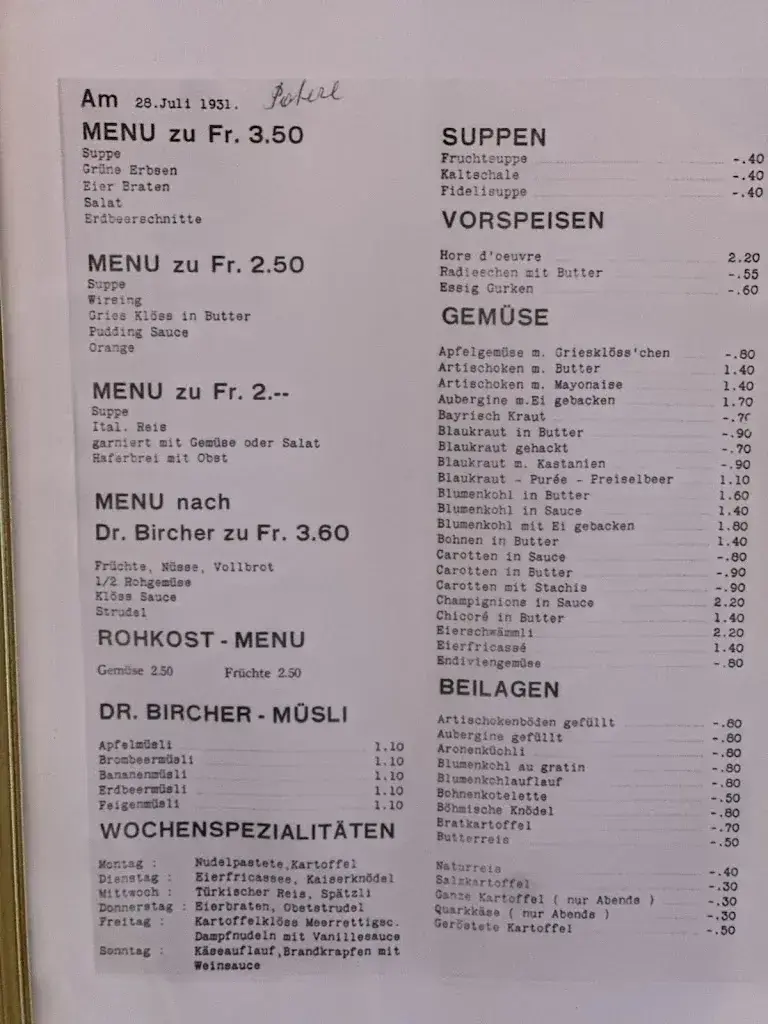 Am 28.Juli 1931.
MENU zu Fr. 3.50
Suppe
Grüne Erbsen
Eier Braten
Salat
Erdbeerschnitte
MENU zu Fr. 2.50
Suppe
Wirsing
Gries Klöss in Butter
Pudding Sauce
Orange
MENU zu Fr. 2.--
Suppe
Ital. Reis
garniert mit Gemüse oder Salat
Haferbrei mit Obst
MENU nach
Dr. Bircher zu Fr. 3.60
Früchte, Nüsse, Vollbrot
1/2 Rohgemüse
Klöss Sauce
Strudel
ROHKOST - MENU
Gemüse 2.50 Früchte 2.50
DR. BIRCHER - MÜSLI
Apfelmüsli 1.10
Brombeermüsli 1.10
Bananenmüsli 1.10
Erdbeermüsli 1.10
Feigenmüsli 1.10
WOCHENSPEZIALITÄTEN
Montag : Nudelpastete,Kartoffel
Dienstag : Eierfricassee, Kaiserknödel
Mittwoch : Türkischer Reis, Spätzli
Donnerstag : Eierbraten, Obststrudel
Freitag : Kartoffelklöss Meerrettigsc.
Dampfnudeln mit Vanillesauce
Sonntag : Käseauflauf,Brandkrapfen mit
Weinsauce
SUPPEN
Fruchtsuppe -.40
Kaltschale -.40
Fidelisuppe -.40
VORSPEISEN
Hors d'oeuvre 2.20
Radieschen mit Butter -.55
Essig Gurken -.60
GEMÜSE
Apfelgemüse m. Griesklöss'chen -.80
Artischoken m. Butter 1.40
Artischoken m. Mayonaise 1.40
Aubergine m.Ei gebacken 1.70
Bayrisch Kraut
Blaukraut in Butter -.90
Blaukraut gehackt -.70
Blaukraut m. Kastanien -.90
Blaukraut - Purée - Preiselbeer 1.10
Blumenkohl in Butter 1.60
Blumenkohl in Sauce 1.40
Blumenkohl mit Ei gebacken 1.80
Bohnen in Butter 1.40
Carotten in Sauce -.80
Carotten in Butter -.90
Carotten mit Stachis -.90
Champignions in Sauce 2.20
Chicoré in Butter 1.40
Eierschwämmli 2.20
Eierfricassé 1.40
Endiviengemüse -.80
BEILAGEN
Artischokenböden gefüllt -.80
Aubergine gefüllt -.80
Aronenküchli -.80
Blumenkohl au gratin -.80
Blumenkohlauflauf -.80
Bohnenkotelette -.50
Böhmische Knödel -.80
Bratkartoffel -.70
Butterreis -.50
Naturreis -.40
Salzkartoffel -.30
Ganze Kartoffel ( nur Abends ) -.30
Quarkkäse ( nur Abends ) -.30
Geröstete Kartoffel -.50